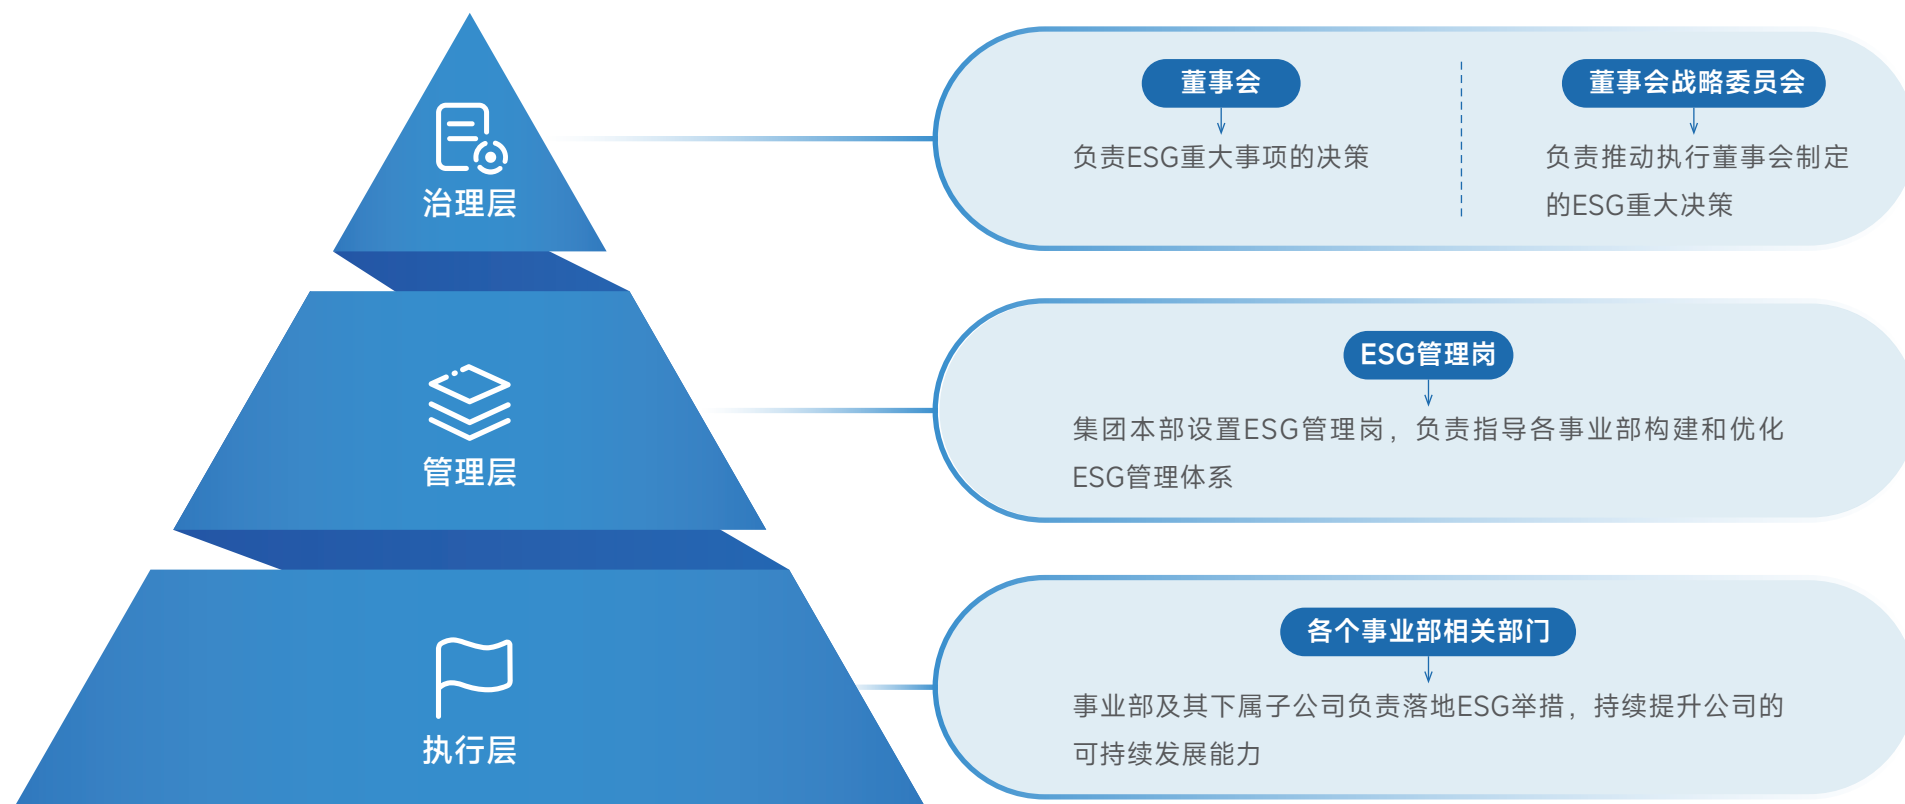 治理层
董事会
负责ESG重大事项的决策
董事会战略委员会
负责推动执行董事会制定
的ESG重大决策
管理层
ESG管理岗
集团本部设置ESG管理岗，负责指导各事业部构建和优化
ESG管理体系
执行层
各个事业部相关部门
事业部及其下属子公司负责落地ESG举措，持续提升公司的
可持续发展能力